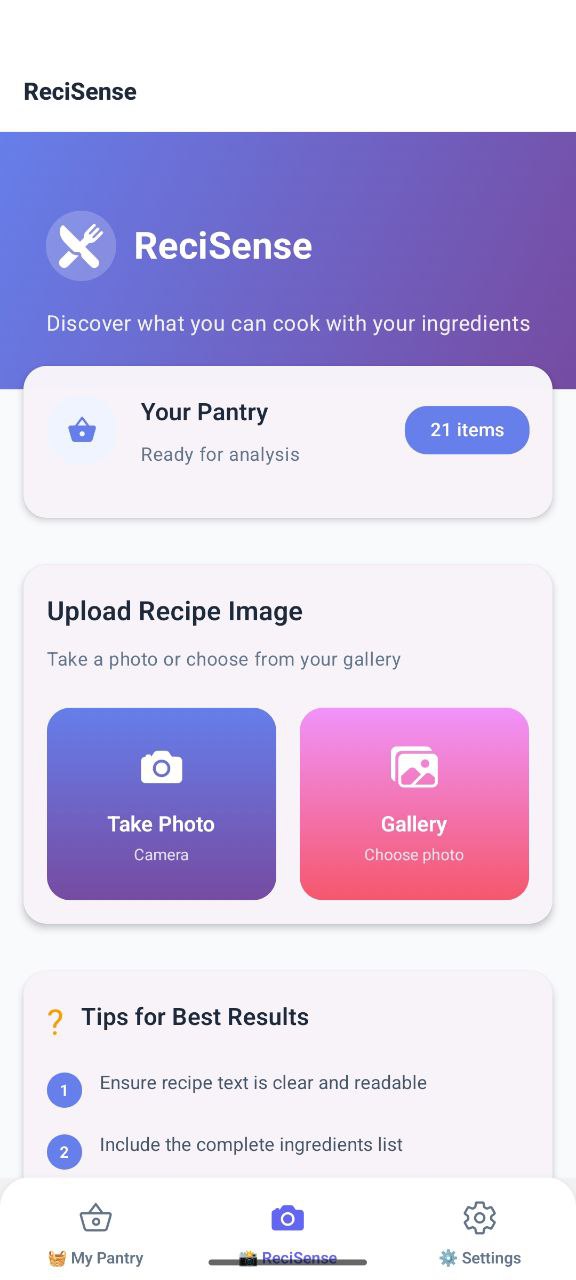 ReciSense
ReciSense
Discover what you can cook with your ingredients
Your Pantry
Ready for analysis
21 items
Upload Recipe Image
Take a photo or choose from your gallery
Take Photo
Camera
Gallery
Choose photo
? Tips for Best Results
1 Ensure recipe text is clear and readable
2 Include the complete ingredients list
🧺 My Pantry
📸 ReciSense
⚙️ Settings